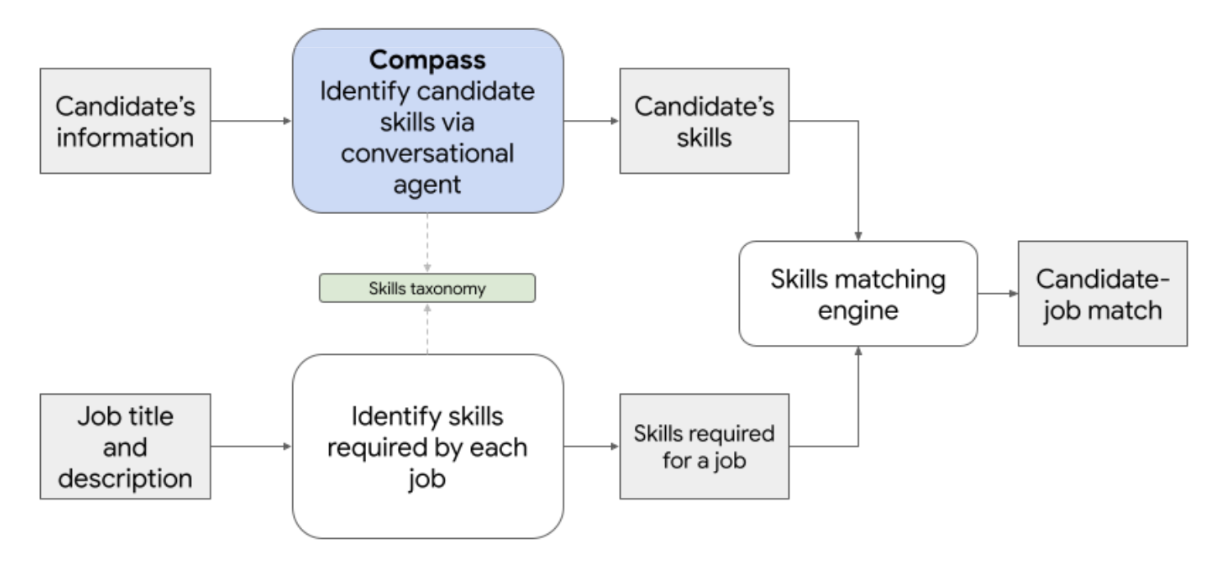 Candidate's
information
Compass
Identify candidate
skills via
conversational
agent
Candidate's
skills
Skills taxonomy
Skills matching
engine
Candidate-
job match
Job title
and
description
Identify skills
required by each
job
Skills required
for a job